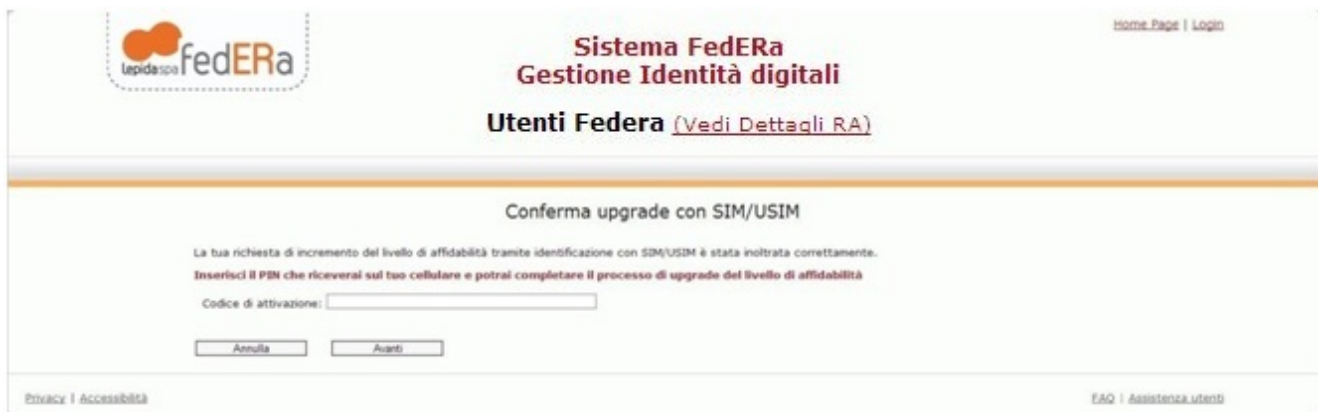 Home Page | Login
lepidaspa fedERa
Sistema FedERa
Gestione Identità digitali
Utenti Federa (Vedi Dettagli RA)
Conferma upgrade con SIM/USIM
La tua richiesta di incremento del livello di affidabilità tramite identificazione con SIM/USIM è stata inoltrata correttamente.
Inserisci il PIN che riceverai sul tuo cellulare e potrai completare il processo di upgrade del livello di affidabilità
Codice di attivazione:
Annulla Avanti
Privacy | Accessibilità FAQ | Assistenza utenti